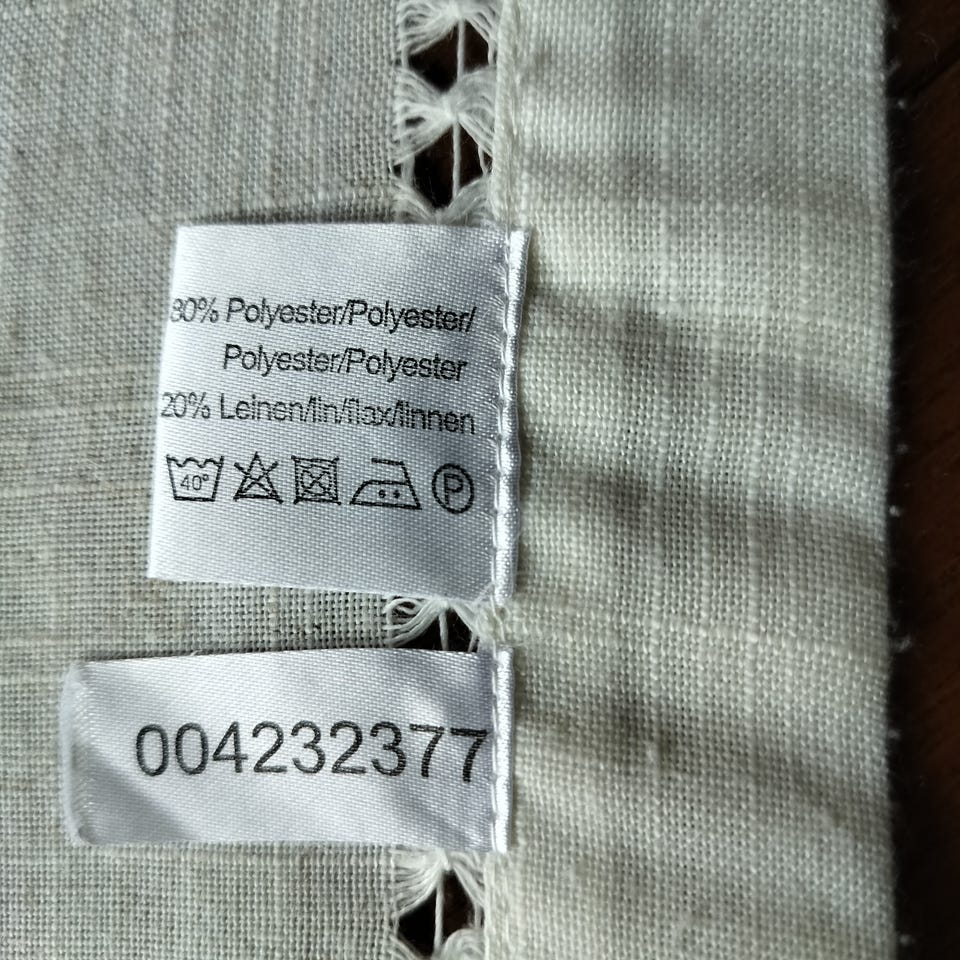 80% Polyester/Polyester/
Polyester/Polyester
20% Leinen/lin/flax/linnen
40° P
004232377